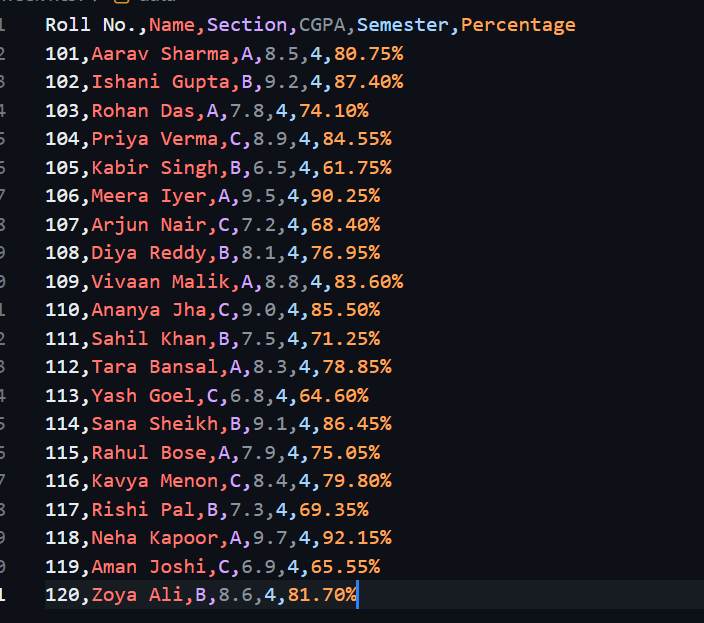 Roll No.,Name,Section,CGPA,Semester,Percentage
101,Aarav Sharma,A,8.5,4,80.75%
102,Ishani Gupta,B,9.2,4,87.40%
103,Rohan Das,A,7.8,4,74.10%
104,Priya Verma,C,8.9,4,84.55%
105,Kabir Singh,B,6.5,4,61.75%
106,Meera Iyer,A,9.5,4,90.25%
107,Arjun Nair,C,7.2,4,68.40%
108,Diya Reddy,B,8.1,4,76.95%
109,Vivaan Malik,A,8.8,4,83.60%
110,Ananya Jha,C,9.0,4,85.50%
111,Sahil Khan,B,7.5,4,71.25%
112,Tara Bansal,A,8.3,4,78.85%
113,Yash Goel,C,6.8,4,64.60%
114,Sana Sheikh,B,9.1,4,86.45%
115,Rahul Bose,A,7.9,4,75.05%
116,Kavya Menon,C,8.4,4,79.80%
117,Rishi Pal,B,7.3,4,69.35%
118,Neha Kapoor,A,9.7,4,92.15%
119,Aman Joshi,C,6.9,4,65.55%
120,Zoya Ali,B,8.6,4,81.70%